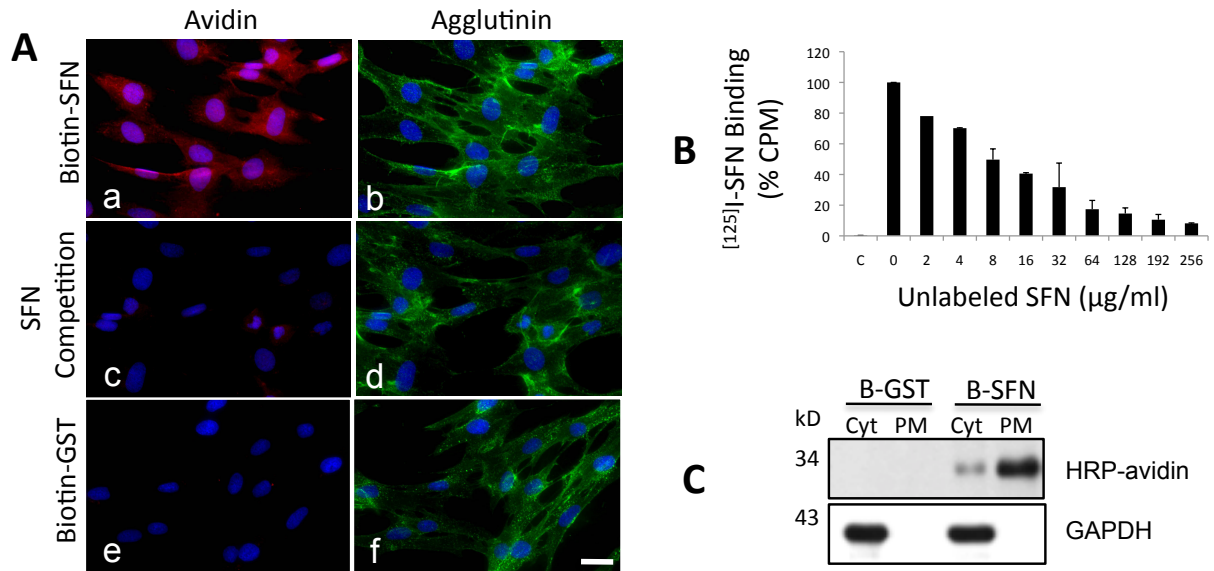 A
Avidin
Agglutinin
Biotin-SFN
a
b
SFN
Competition
c
d
Biotin-GST
e
f
B
[125]I-SFN Binding
(% CPM)
120
100
80
60
40
20
0
C 0 2 4 8 16 32 64 128 192 256
Unlabeled SFN (µg/ml)
C
B-GST B-SFN
kD Cyt PM Cyt PM
34 HRP-avidin
43 GAPDH